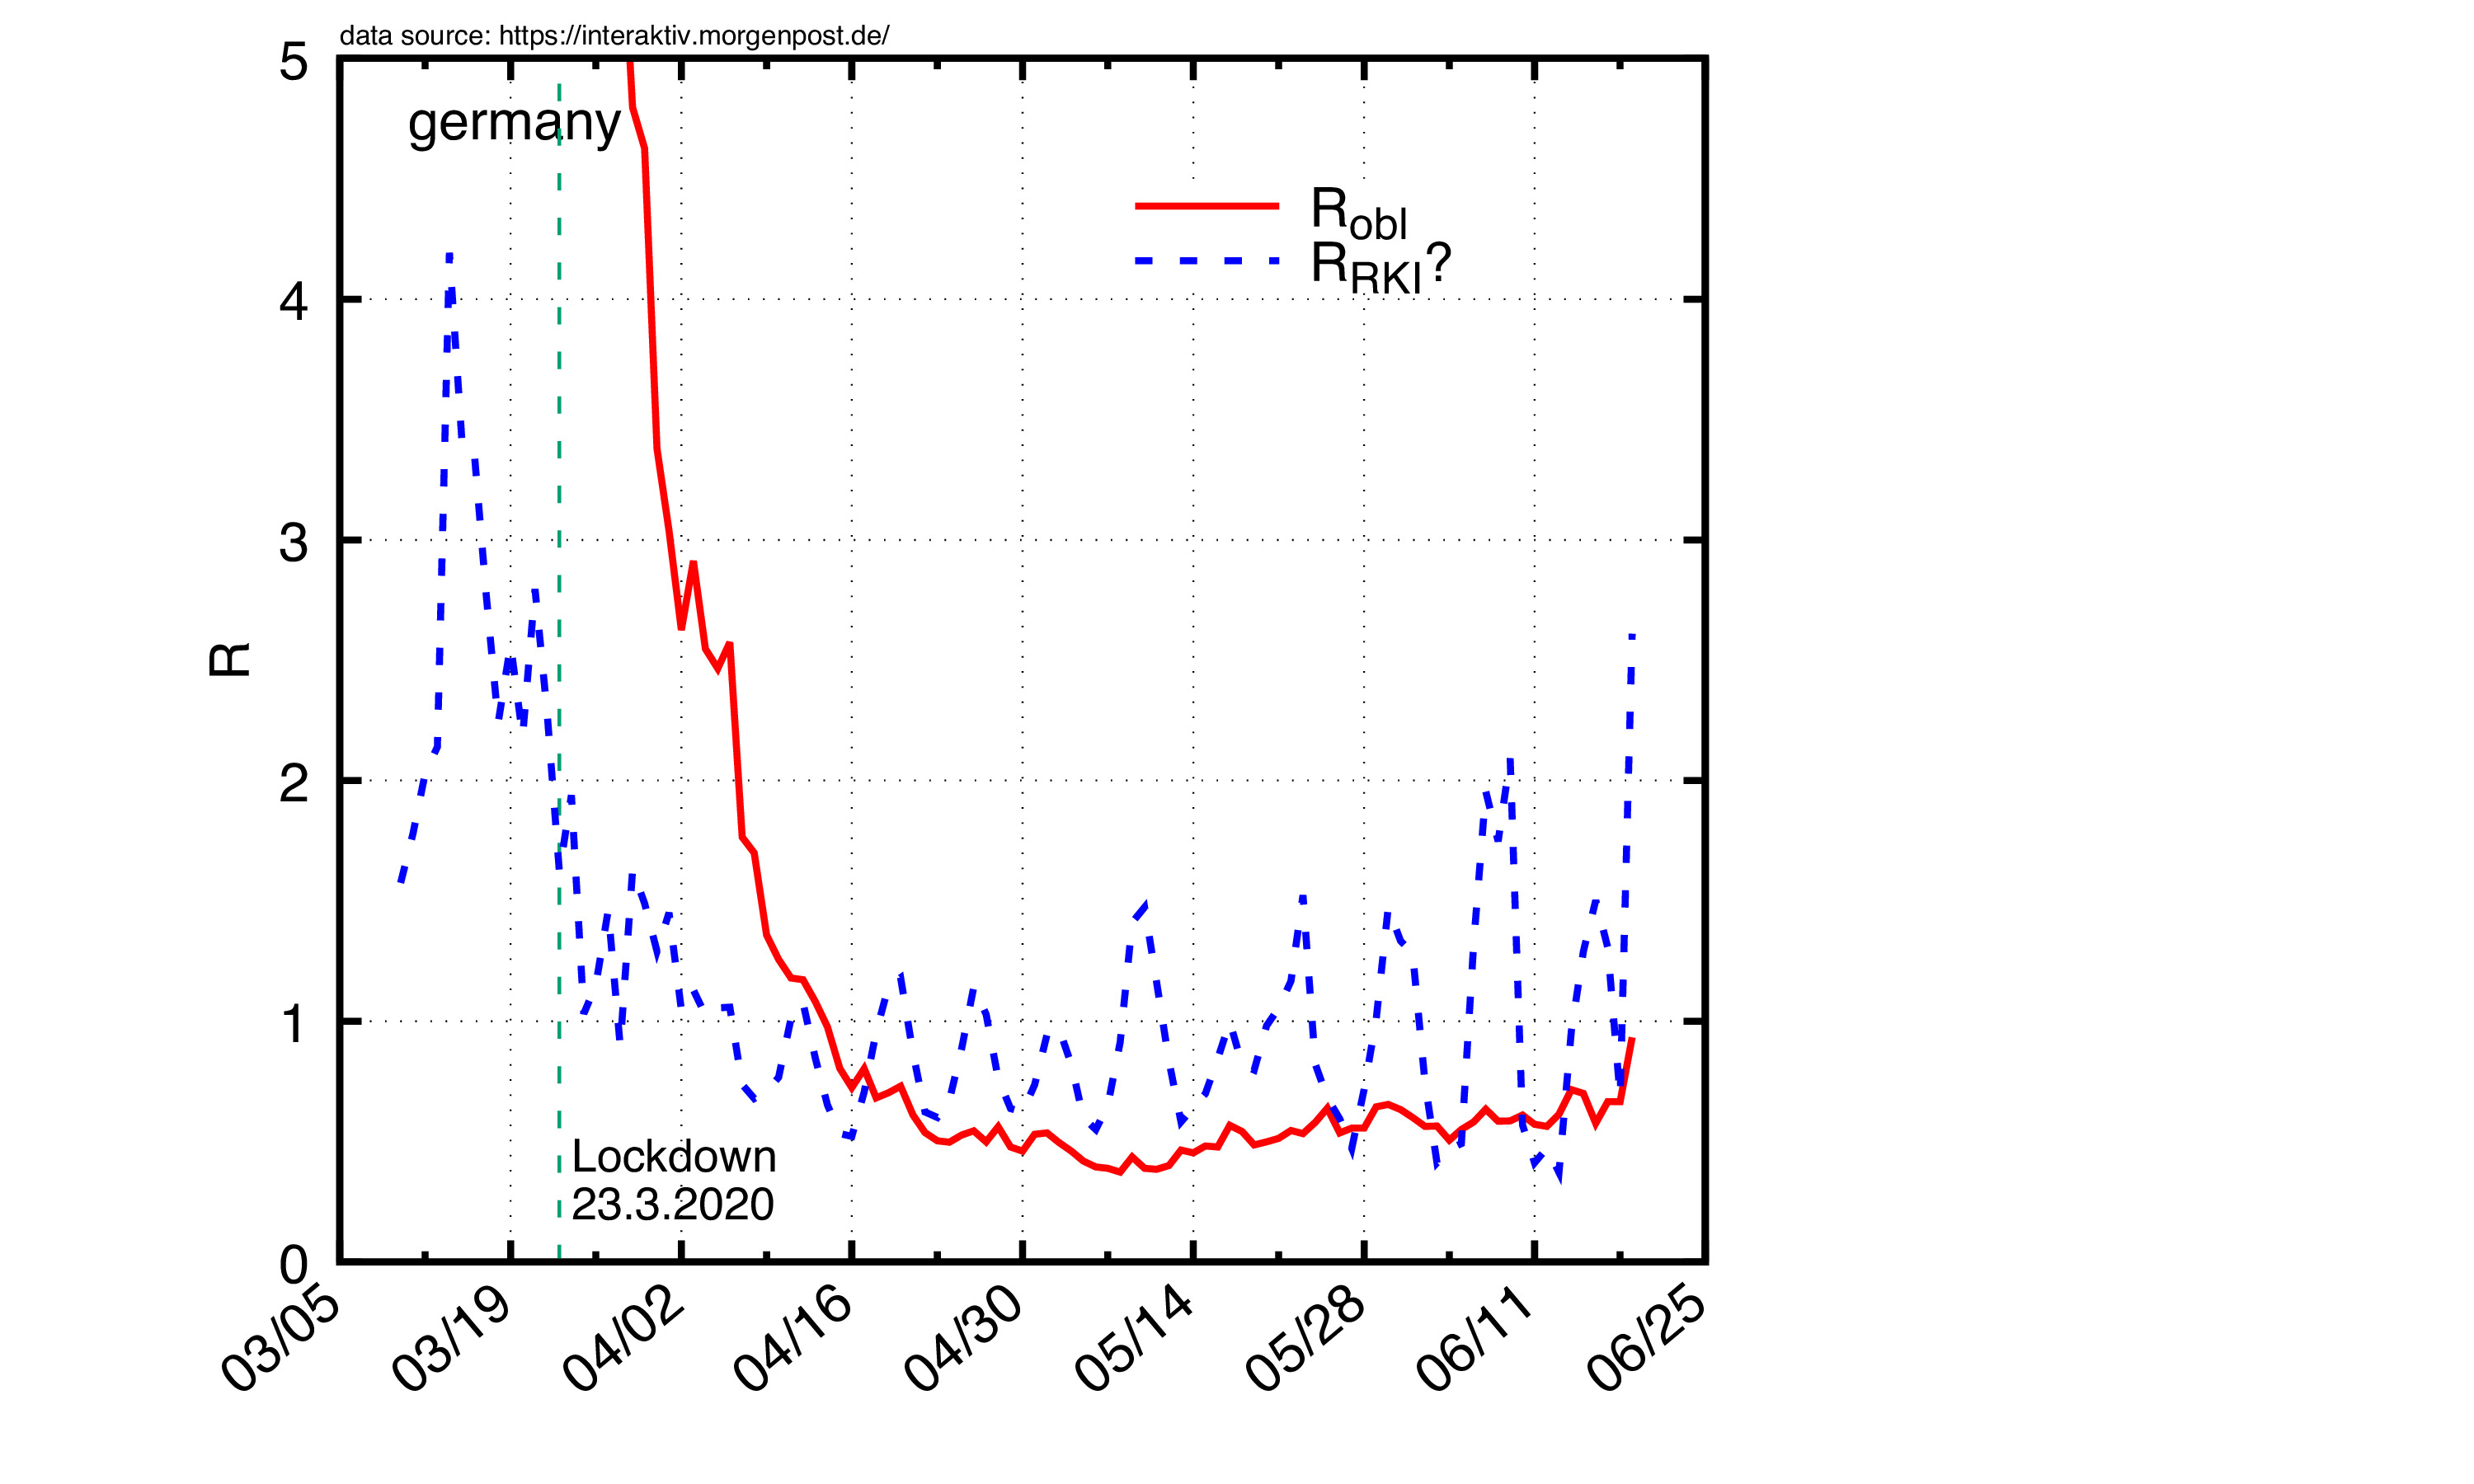 data source: https://interaktiv.morgenpost.de/
germany
R_obl
R_RKI?
5
4
3
2
1
0
R
Lockdown
23.3.2020
03/05
03/19
04/02
04/16
04/30
05/14
05/28
06/11
06/25